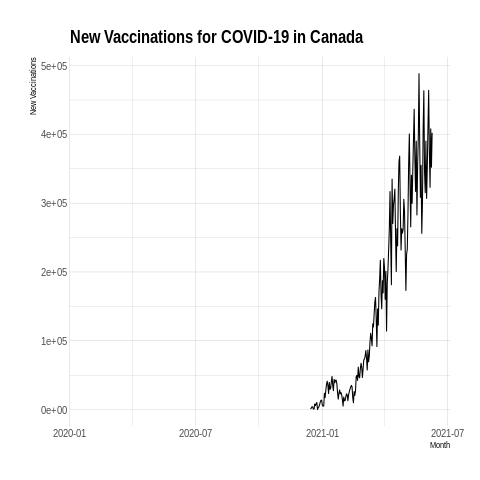 New Vaccinations for COVID-19 in Canada
New Vaccinations
5e+05
4e+05
3e+05
2e+05
1e+05
0e+00
2020-01
2020-07
2021-01
2021-07
Month